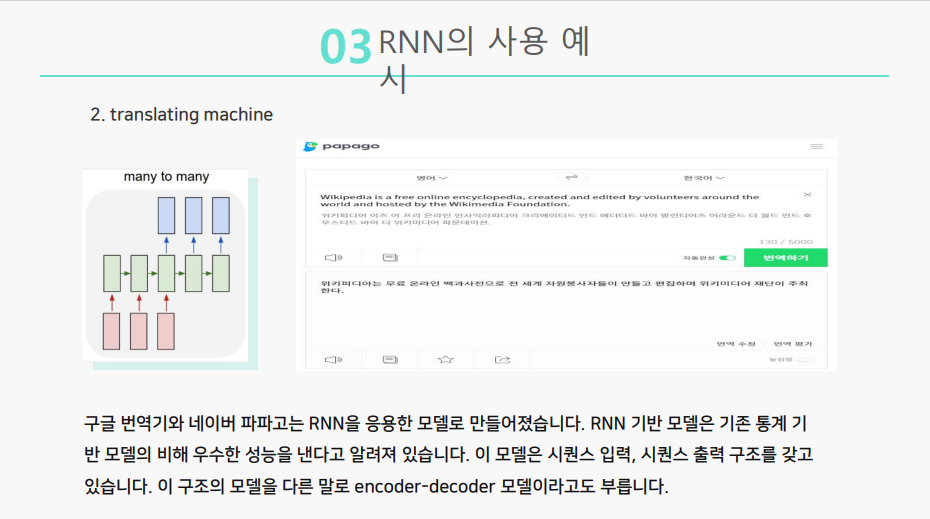 03 RNN의 사용 예
시
2. translating machine
many to many
papago
영어
한국어
Wikipedia is a free online encyclopedia, created and edited by volunteers around the
world and hosted by the Wikimedia Foundation.
위키피디어 이즈 어 프리 온라인 인사익러피디어 크리에이터드 언드 에더터드 바이 발런티어즈 어라운드 더 월드 언드 호
우스티드 바이 더 위키미디어 파운데이션.
130 / 5000
자동완성
번역하기
위키피디아는 무료 온라인 백과사전으로 전 세계 자원봉사자들이 만들고 편집하며 위키미디어 재단이 주최
한다.
번역 수정
번역 평가
높임말
구글 번역기와 네이버 파파고는 RNN을 응용한 모델로 만들어졌습니다. RNN 기반 모델은 기존 통계 기
반 모델의 비해 우수한 성능을 낸다고 알려져 있습니다. 이 모델은 시퀀스 입력, 시퀀스 출력 구조를 갖고
있습니다. 이 구조의 모델을 다른 말로 encoder-decoder 모델이라고도 부릅니다.